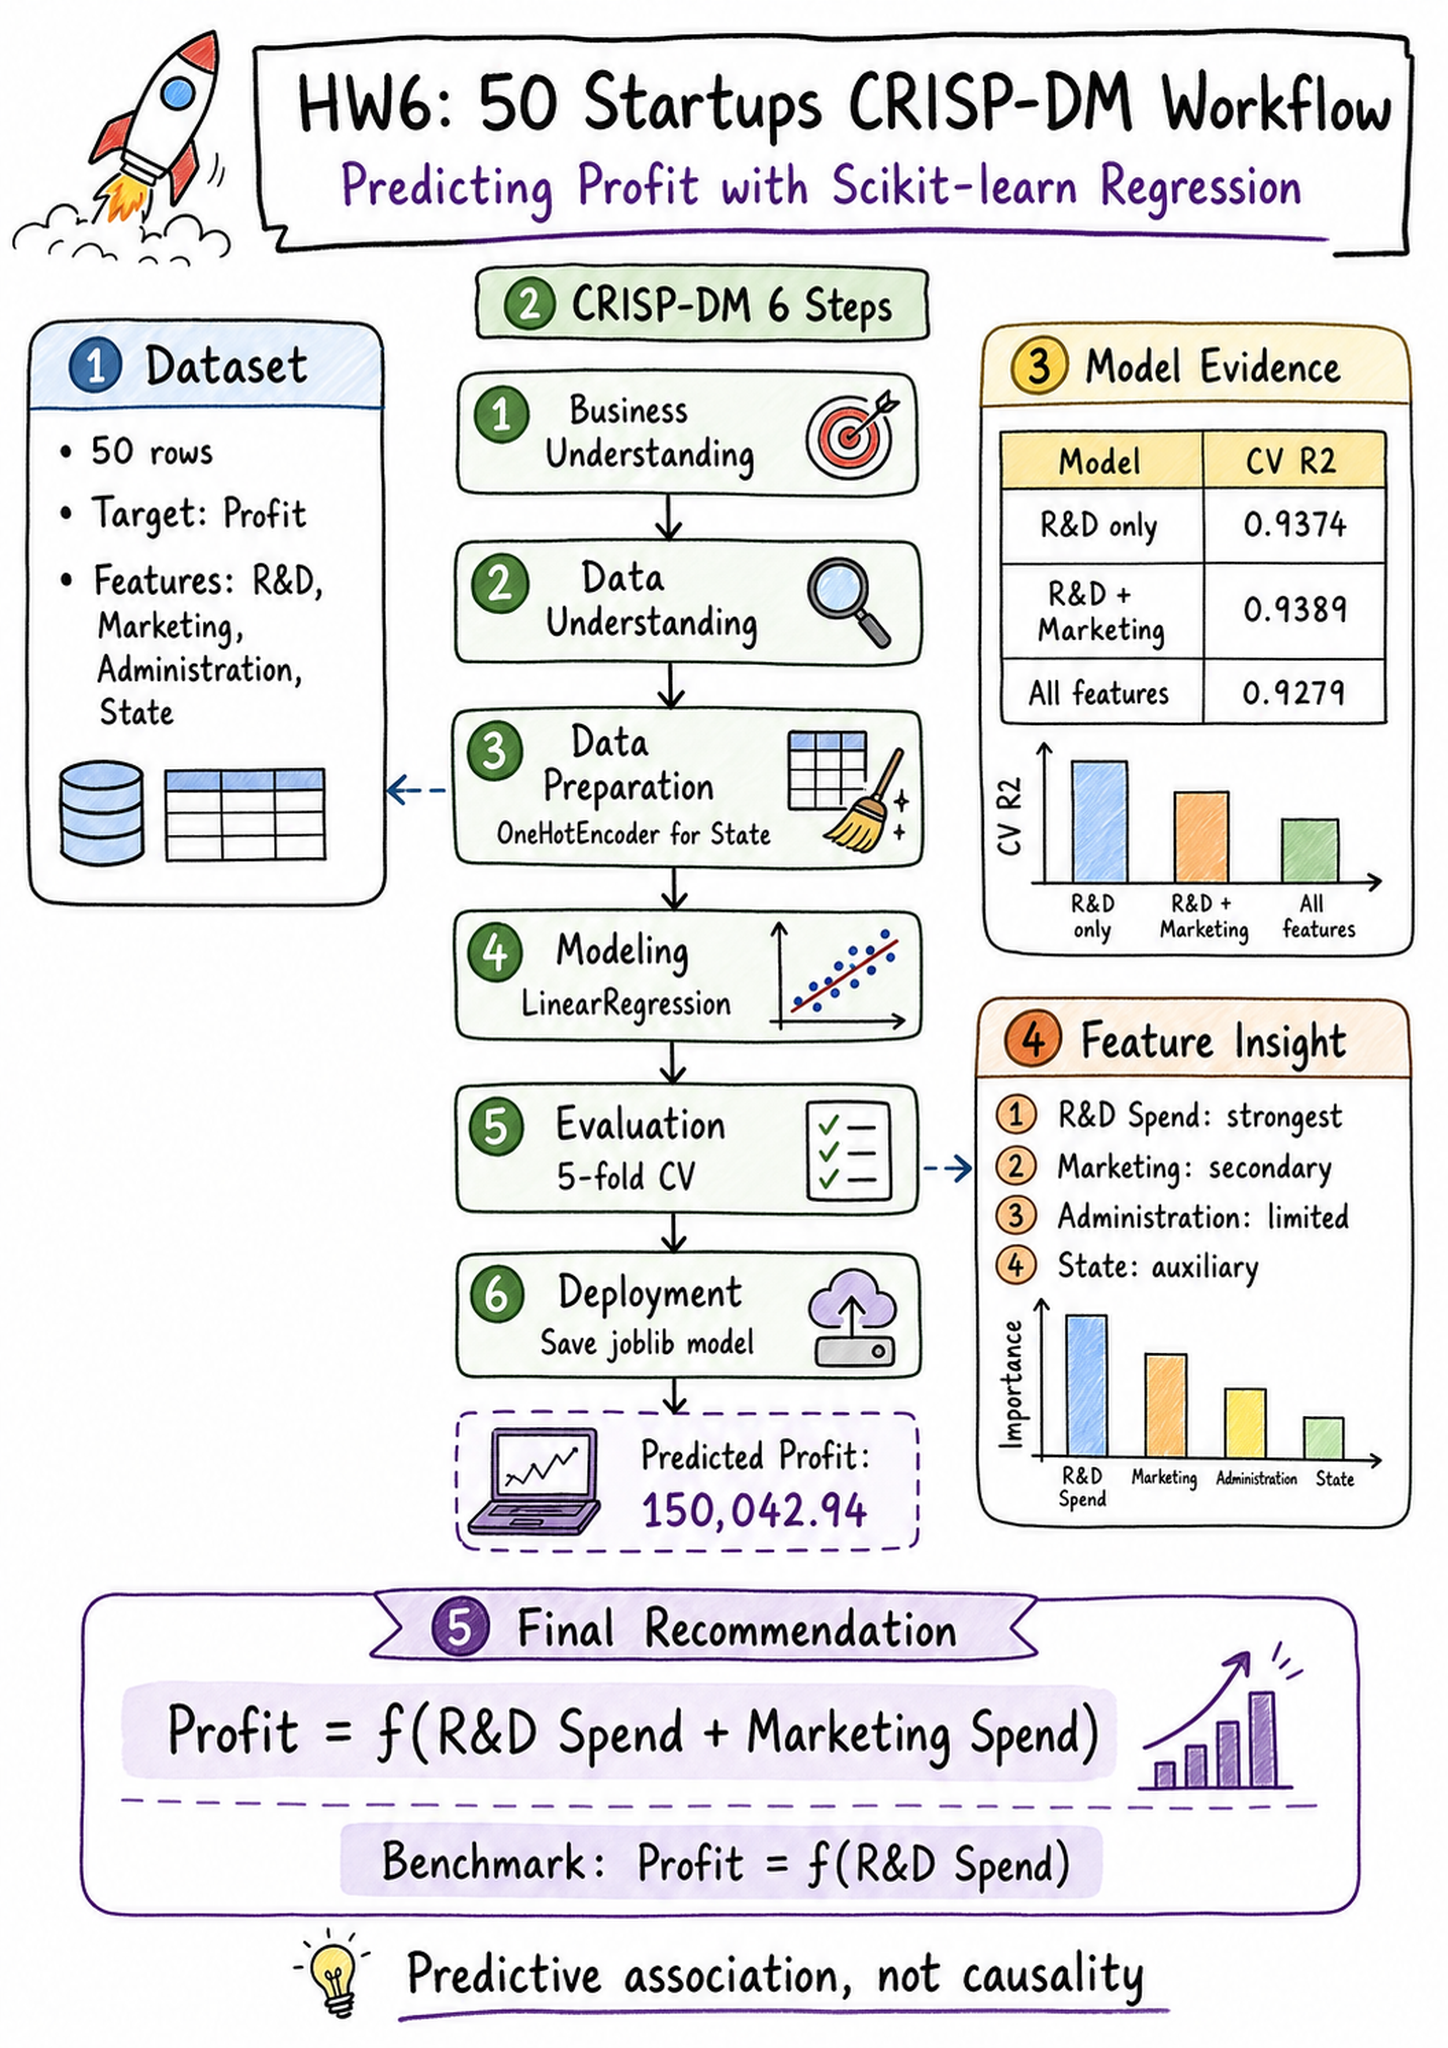 HW6: 50 Startups CRISP-DM Workflow
Predicting Profit with Scikit-learn Regression
1 Dataset
• 50 rows
• Target: Profit
• Features: R&D,
Marketing,
Administration,
State
2 CRISP-DM 6 Steps
1 Business
Understanding
2 Data
Understanding
3 Data
Preparation
OneHotEncoder for State
4 Modeling
LinearRegression
5 Evaluation
5-fold CV
6 Deployment
Save joblib model
Predicted Profit:
150,042.94
3 Model Evidence
Model CV R2
R&D only 0.9374
R&D +
Marketing 0.9389
All features 0.9279
CV R2
R&D
only
R&D +
Marketing
All
features
4 Feature Insight
1 R&D Spend: strongest
2 Marketing: secondary
3 Administration: limited
4 State: auxiliary
Importance
R&D
Spend
Marketing
Administration
State
5 Final Recommendation
Profit = f(R&D Spend + Marketing Spend)
Benchmark: Profit = f(R&D Spend)
Predictive association, not causality